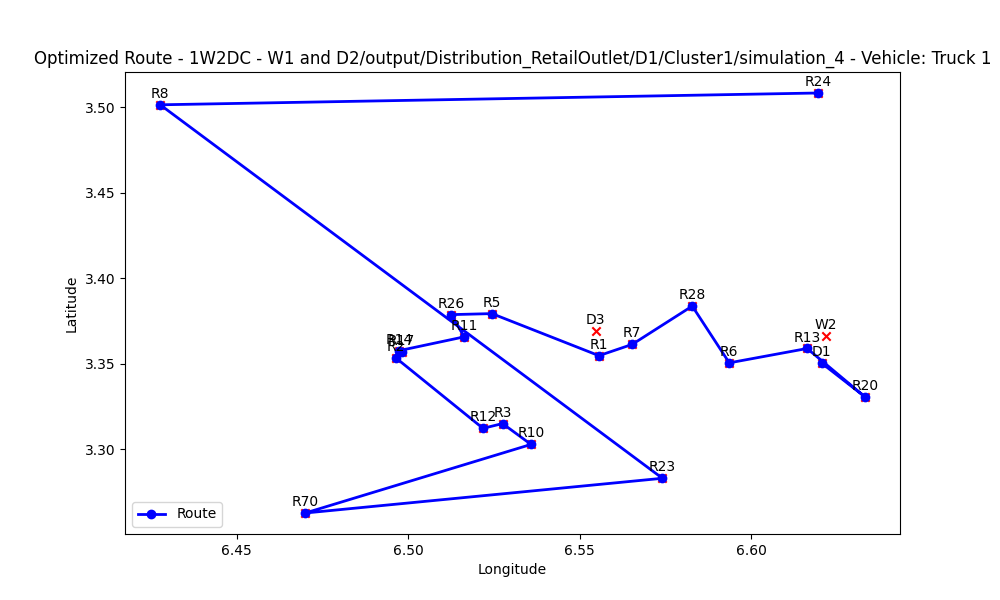 Optimized Route - 1W2DC - W1 and D2/output/Distribution_RetailOutlet/D1/Cluster1/simulation_4 - Vehicle: Truck 1
R8
R24
3.50
3.45
3.40
3.35
3.30
Latitude
R26
R5
D3
R28
R11
R1
R7
R6
R13
W2
D1
R20
R12
R3
R10
R23
R70
Route
6.45
6.50
6.55
6.60
Longitude